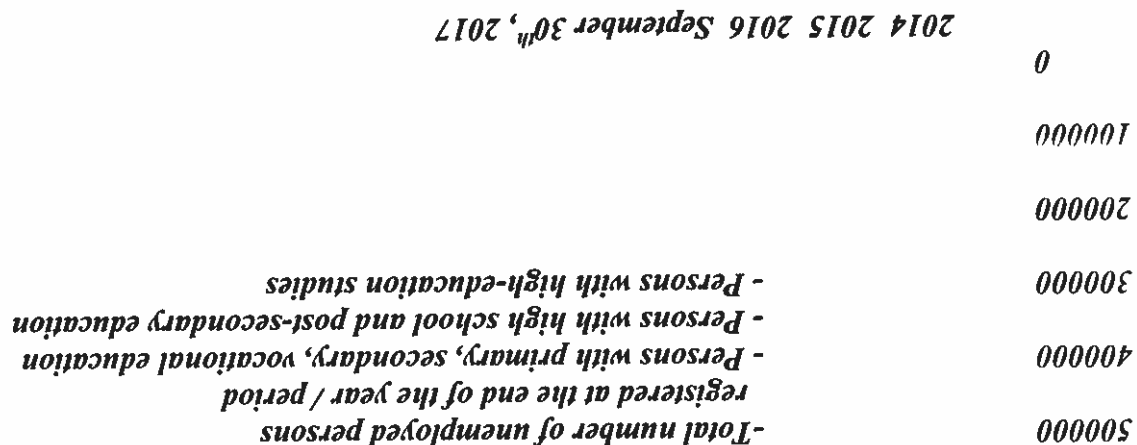 500000 -Total number of unemployed persons
registered at the end of the year / period
400000 - Persons with primary, secondary, vocational education
- Persons with high school and post-secondary education
300000 - Persons with high-education studies
200000
100000
0
2014 2015 2016 September 30th, 2017